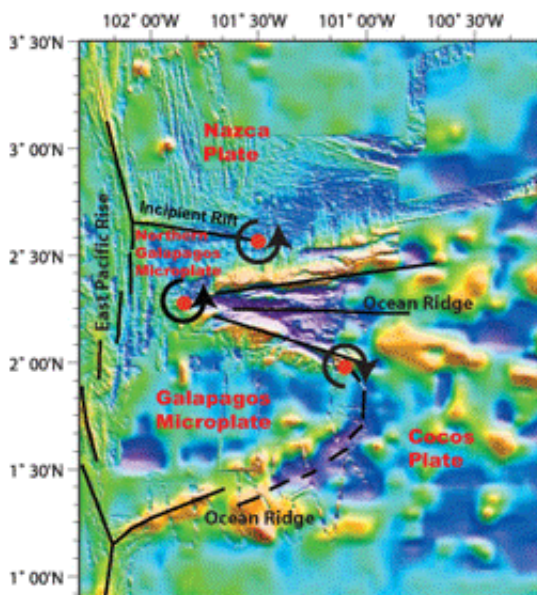 102° 00'W 101° 30'W 101° 00'W 100° 30'W
3° 30'N
3° 00'N
2° 30'N
2° 00'N
1° 30'N
1° 00'N
Nazca
Plate
Incipient Rift
Northern
Galapagos
Microplate
East Pacific Rise
Ocean Ridge
Galapagos
Microplate
Cocos
Plate
Ocean Ridge